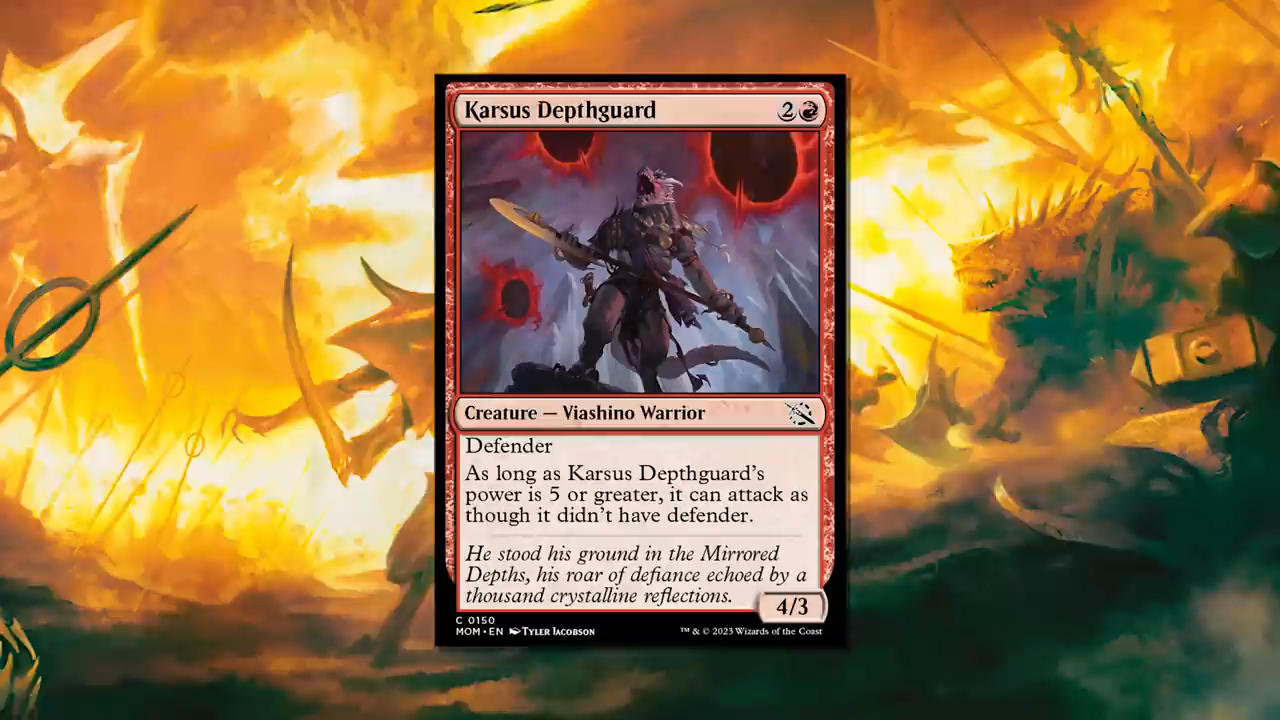 Karsus Depthguard 2
Creature — Viashino Warrior
Defender
As long as Karsus Depthguard's
power is 5 or greater, it can attack as
though it didn't have defender.
He stood his ground in the Mirrored
Depths, his roar of defiance echoed by a
thousand crystalline reflections.
4/3
C 0150
MOM • EN Tyler Jacobson
™ & © 2023 Wizards of the Coast